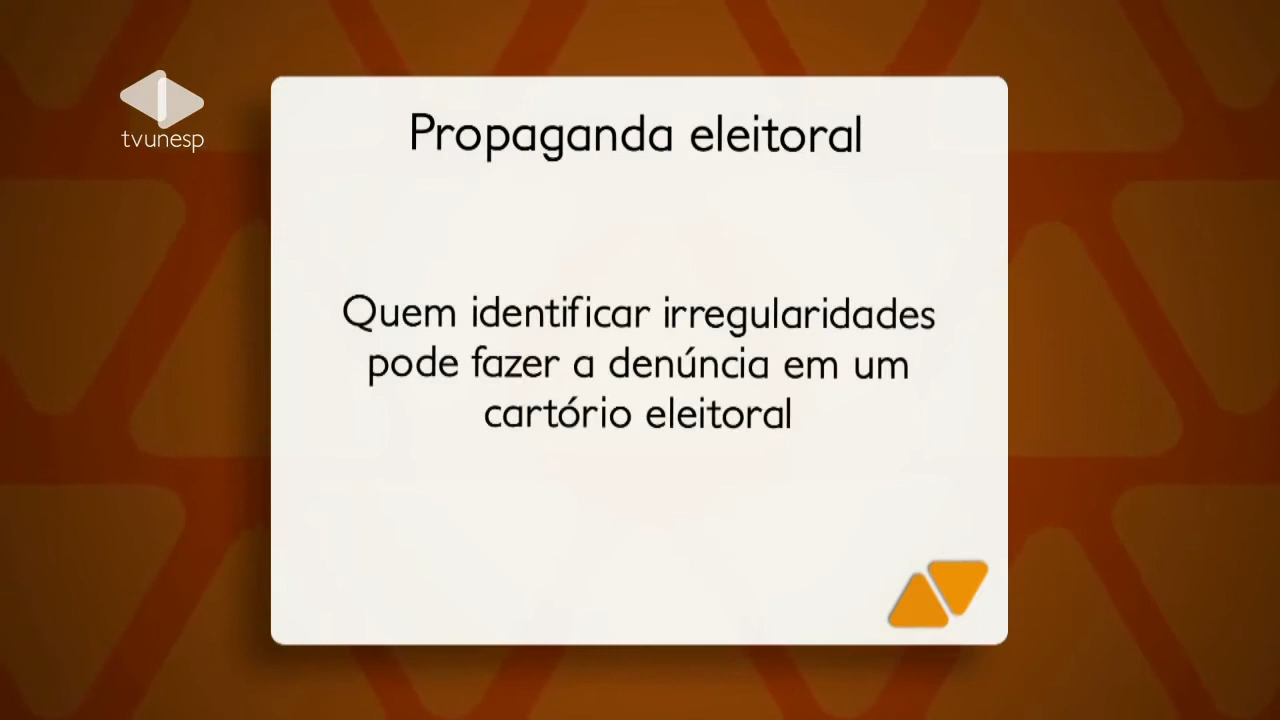 tvunesp
Propaganda eleitoral
Quem identificar irregularidades
pode fazer a denúncia em um
cartório eleitoral